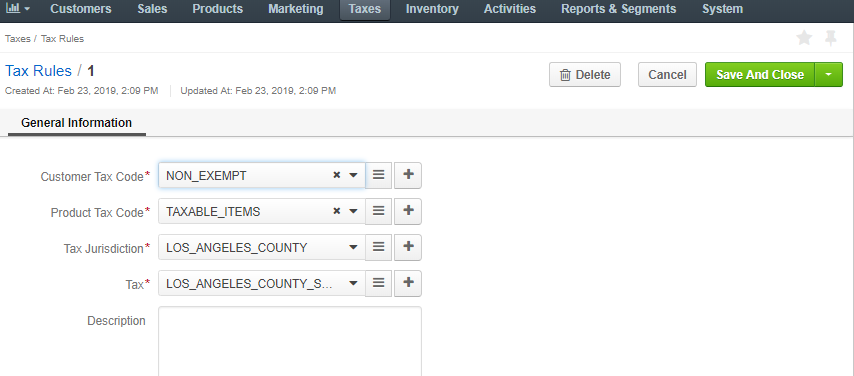 Customers Sales Products Marketing Taxes Inventory Activities Reports & Segments System
Taxes / Tax Rules
Tax Rules / 1
Delete Cancel Save And Close
Created At: Feb 23, 2019, 2:09 PM Updated At: Feb 23, 2019, 2:09 PM
General Information
Customer Tax Code* NON_EXEMPT
Product Tax Code* TAXABLE_ITEMS
Tax Jurisdiction* LOS_ANGELES_COUNTY
Tax* LOS_ANGELES_COUNTY_S...
Description